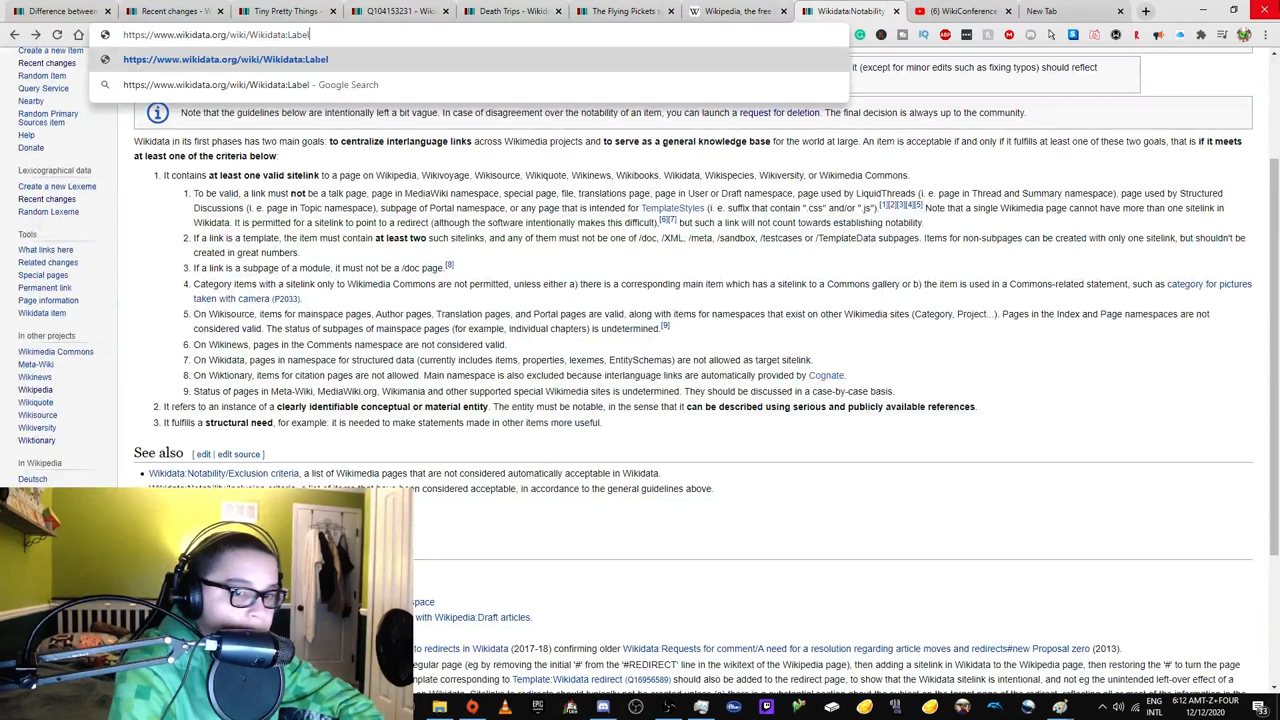 Difference between
Recent changes - W
Tiny Pretty Things -
Q104153231 - Wiki
Death Trips - Wikid
The Flying Pickets
Wikipedia, the free
Wikidata:Notability
WikiConference
New Tab
https://www.wikidata.org/wiki/Wikidata:Label
https://www.wikidata.org/wiki/Wikidata:Label
https://www.wikidata.org/wiki/Wikidata:Label - Google Search
Create a new Item
Recent changes
Random Item
Query Service
Nearby
Random Primary
Sources item
Help
Donate
Lexicographical data
Create a new Lexeme
Recent changes
Random Lexeme
Tools
What links here
Related changes
Special pages
Permanent link
Page information
Wikidata item
In other projects
Wikimedia Commons
Meta-Wiki
Wikinews
Wikipedia
Wikiquote
Wikisource
Wikiversity
Wiktionary
In Wikipedia
Deutsch
it (except for minor edits such as fixing typos) should reflect
Note that the guidelines below are intentionally left a bit vague. In case of disagreement over the notability of an item, you can launch a request for deletion. The final decision is always up to the community.
Wikidata in its first phases has two main goals: to centralize interlanguage links across Wikimedia projects and to serve as a general knowledge base for the world at large. An item is acceptable if and only if it fulfills at least one of these two goals, that is if it meets
at least one of the criteria below:
1. It contains at least one valid sitelink to a page on Wikipedia, Wikivoyage, Wikisource, Wikiquote, Wikinews, Wikibooks, Wikidata, Wikispecies, Wikiversity, or Wikimedia Commons.
1. To be valid, a link must not be a talk page, page in MediaWiki namespace, special page, file, translations page, page in User or Draft namespace, page used by LiquidThreads (i. e. page in Thread and Summary namespace), page used by Structured
Discussions (i. e. page in Topic namespace), subpage of Portal namespace, or any page that is intended for TemplateStyles (i. e. suffix that contain ".css" and/or ".js").[1][2][3][4][5] Note that a single Wikimedia page cannot have more than one sitelink in
Wikidata. It is permitted for a sitelink to point to a redirect (although the software intentionally makes this difficult),[6][7] but such a link will not count towards establishing notability.
2. If a link is a template, the item must contain at least two such sitelinks, and any of them must not be one of /doc, /XML, /meta, /sandbox, /testcases or /TemplateData subpages. Items for non-subpages can be created with only one sitelink, but shouldn't be
created in great numbers.
3. If a link is a subpage of a module, it must not be a /doc page.[8]
4. Category items with a sitelink only to Wikimedia Commons are not permitted, unless either a) there is a corresponding main item which has a sitelink to a Commons gallery or b) the item is used in a Commons-related statement, such as category for pictures
taken with camera (P2033).
5. On Wikisource, items for mainspace pages, Author pages, Translation pages, and Portal pages are valid, along with items for namespaces that exist on other Wikimedia sites (Category, Project...). Pages in the Index and Page namespaces are not
considered valid. The status of subpages of mainspace pages (for example, individual chapters) is undetermined.[9]
6. On Wikinews, pages in the Comments namespace are not considered valid.
7. On Wikidata, pages in namespace for structured data (currently includes items, properties, lexemes, EntitySchemas) are not allowed as target sitelink.
8. On Wiktionary, items for citation pages are not allowed. Main namespace is also excluded because interlanguage links are automatically provided by Cognate.
9. Status of pages in Meta-Wiki, MediaWiki.org, Wikimania and other supported special Wikimedia sites is undetermined. They should be discussed in a case-by-case basis.
2. It refers to an instance of a clearly identifiable conceptual or material entity. The entity must be notable, in the sense that it can be described using serious and publicly available references.
3. It fulfills a structural need, for example: it is needed to make statements made in other items more useful.
See also [ edit | edit source ]
• Wikidata:Notability/Exclusion criteria, a list of Wikimedia pages that are not considered automatically acceptable in Wikidata.
been considered acceptable, in accordance to the general guidelines above.
space
with Wikipedia:Draft articles.
to redirects in Wikidata (2017-18) confirming older Wikidata:Requests for comment/A need for a resolution regarding article moves and redirects#new Proposal zero (2013).
egular page (eg by removing the initial '#' from the '#REDIRECT' line in the wikitext of the Wikipedia page), then adding a sitelink in Wikidata to the Wikipedia page, then restoring the '#' to turn the
template corresponding to Template:Wikidata redirect (Q16956589) should also be added to the redirect page, to show that the Wikidata sitelink is intentional, and not eg the unintended left-over effect of a
ENG
INTL
6:12 AMT-Z+FOUR
12/12/2020
33